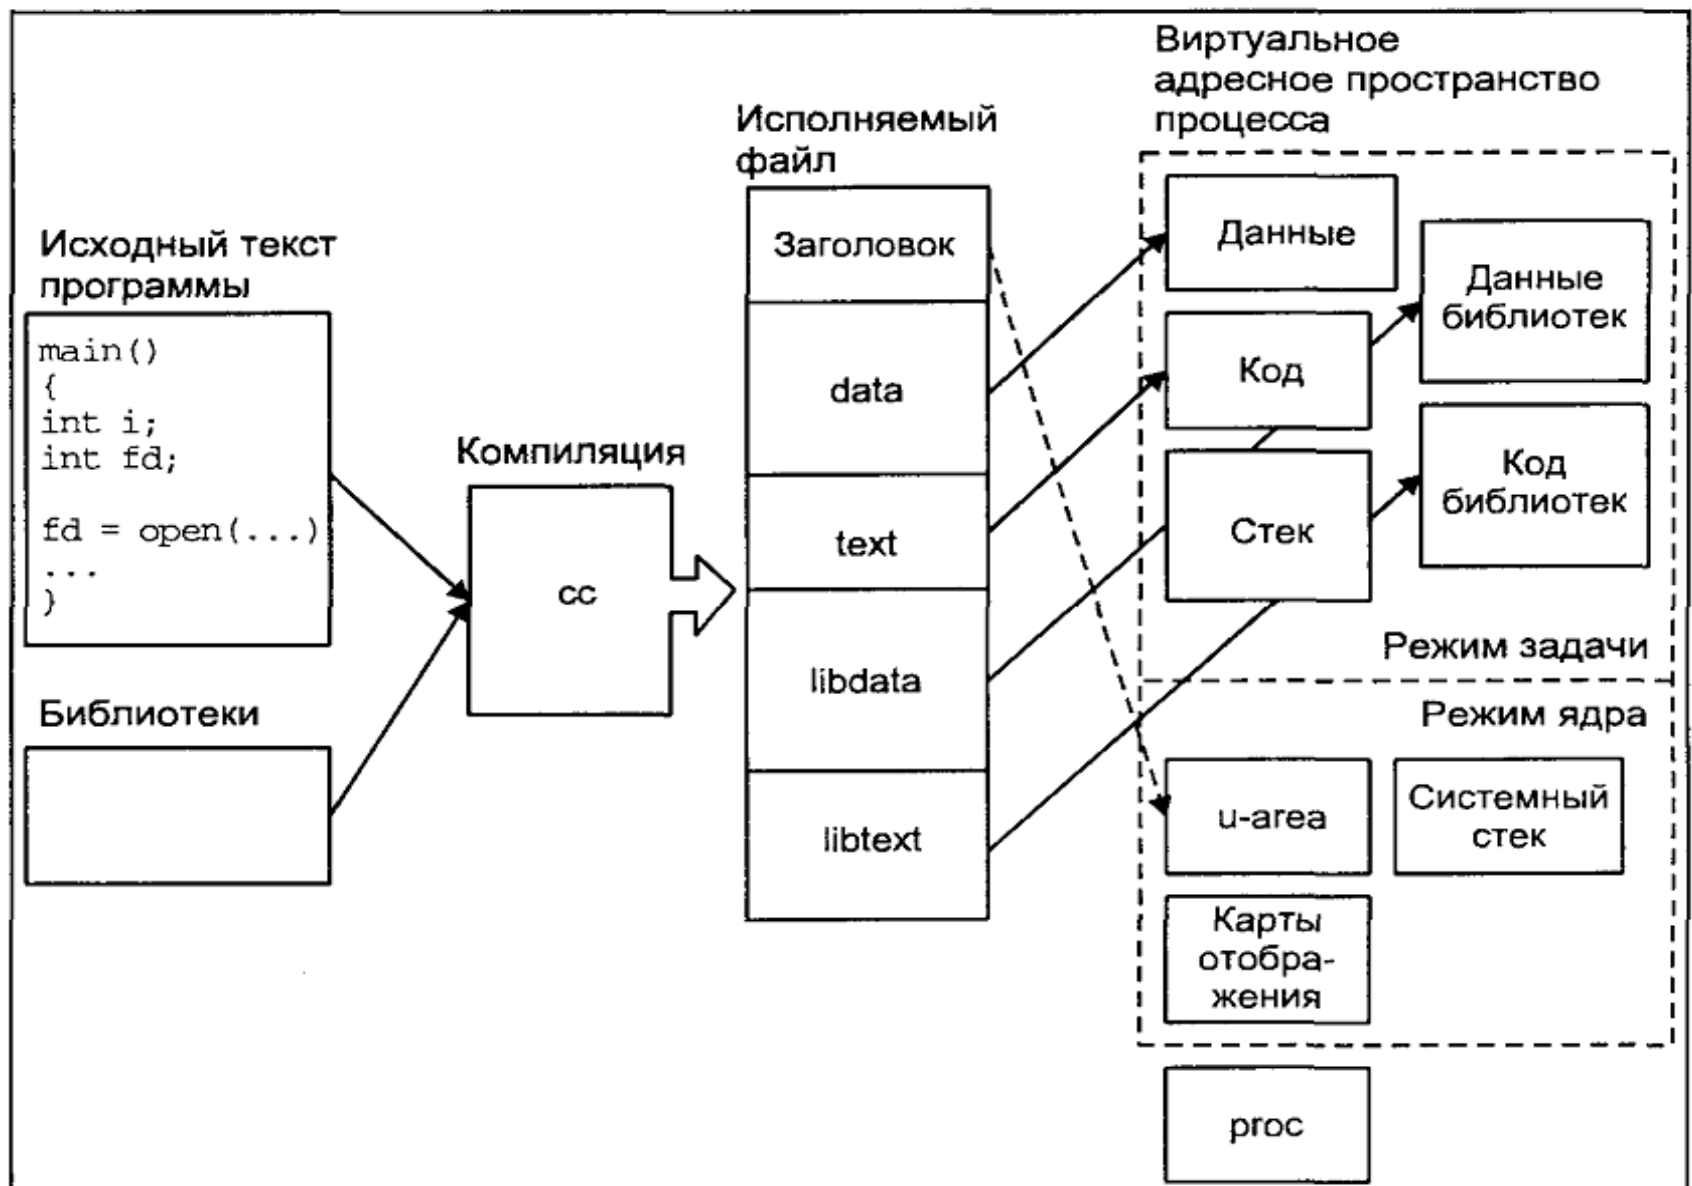 Исходный текст
программы
main()
{
int i;
int fd;
fd = open(...)
...
}
Библиотеки
Компиляция
cc
Исполняемый
файл
Заголовок
data
text
libdata
libtext
Виртуальное
адресное пространство
процесса
Данные
Данные
библиотек
Код
Код
библиотек
Стек
Режим задачи
Режим ядра
u-area
Системный
стек
Карты
отобра-
жения
proc